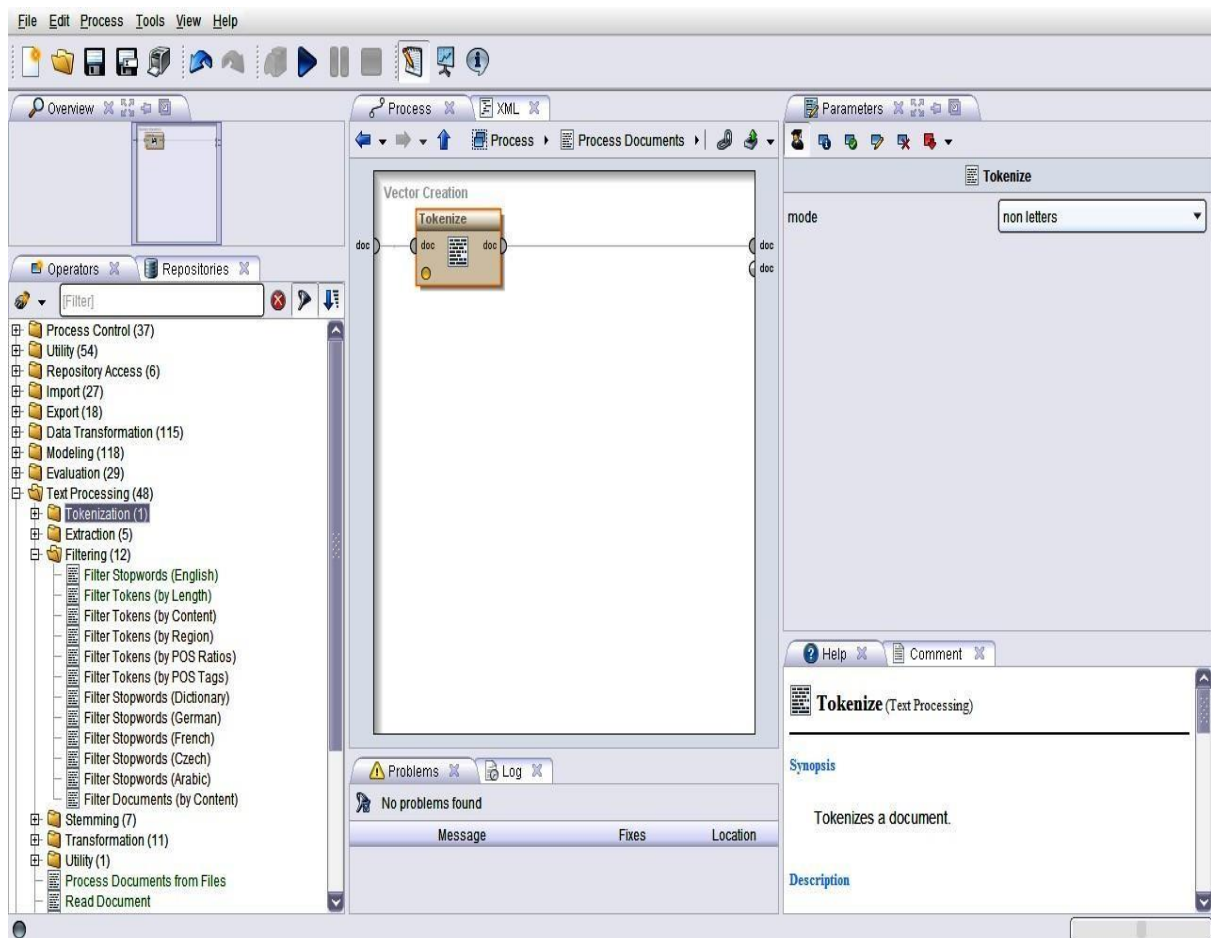 File Edit Process Tools View Help
Overview
Operators
Repositories
[Filter]
Process Control (37)
Utility (54)
Repository Access (6)
Import (27)
Export (18)
Data Transformation (115)
Modeling (118)
Evaluation (29)
Text Processing (48)
Tokenization (1)
Extraction (5)
Filtering (12)
Filter Stopwords (English)
Filter Tokens (by Length)
Filter Tokens (by Content)
Filter Tokens (by Region)
Filter Tokens (by POS Ratios)
Filter Tokens (by POS Tags)
Filter Stopwords (Dictionary)
Filter Stopwords (German)
Filter Stopwords (French)
Filter Stopwords (Czech)
Filter Stopwords (Arabic)
Filter Documents (by Content)
Stemming (7)
Transformation (11)
Utility (1)
Process Documents from Files
Read Document
Process
XML
Process Process Documents
Vector Creation
Tokenize
doc doc doc doc
doc
Problems
Log
No problems found
Message Fixes Location
Parameters
Tokenize
mode non letters
Help
Comment
Tokenize (Text Processing)
Synopsis
Tokenizes a document.
Description